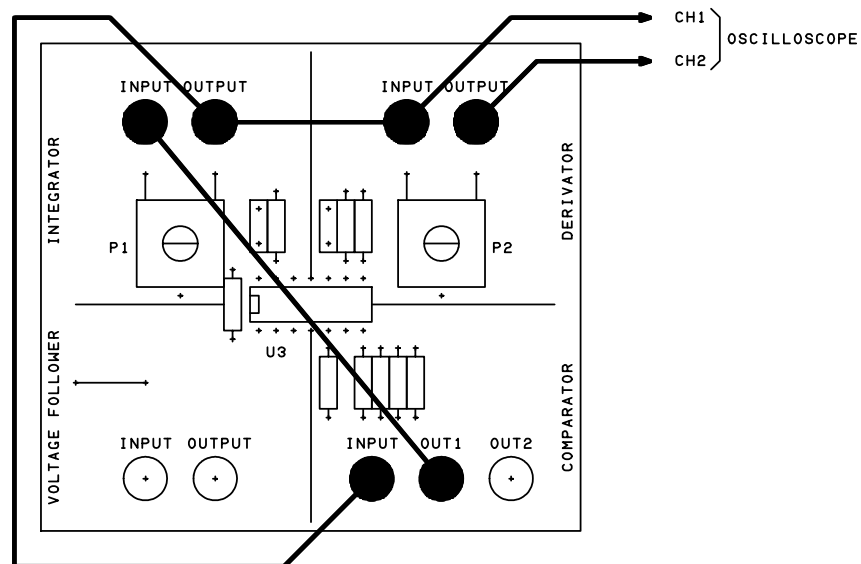 CH1
OSCILLOSCOPE
CH2
INPUT OUTPUT
INPUT OUTPUT
INTEGRATOR
DERIVATOR
P1
P2
U3
VOLTAGE FOLLOWER
COMPARATOR
INPUT OUTPUT
INPUT OUT1 OUT2